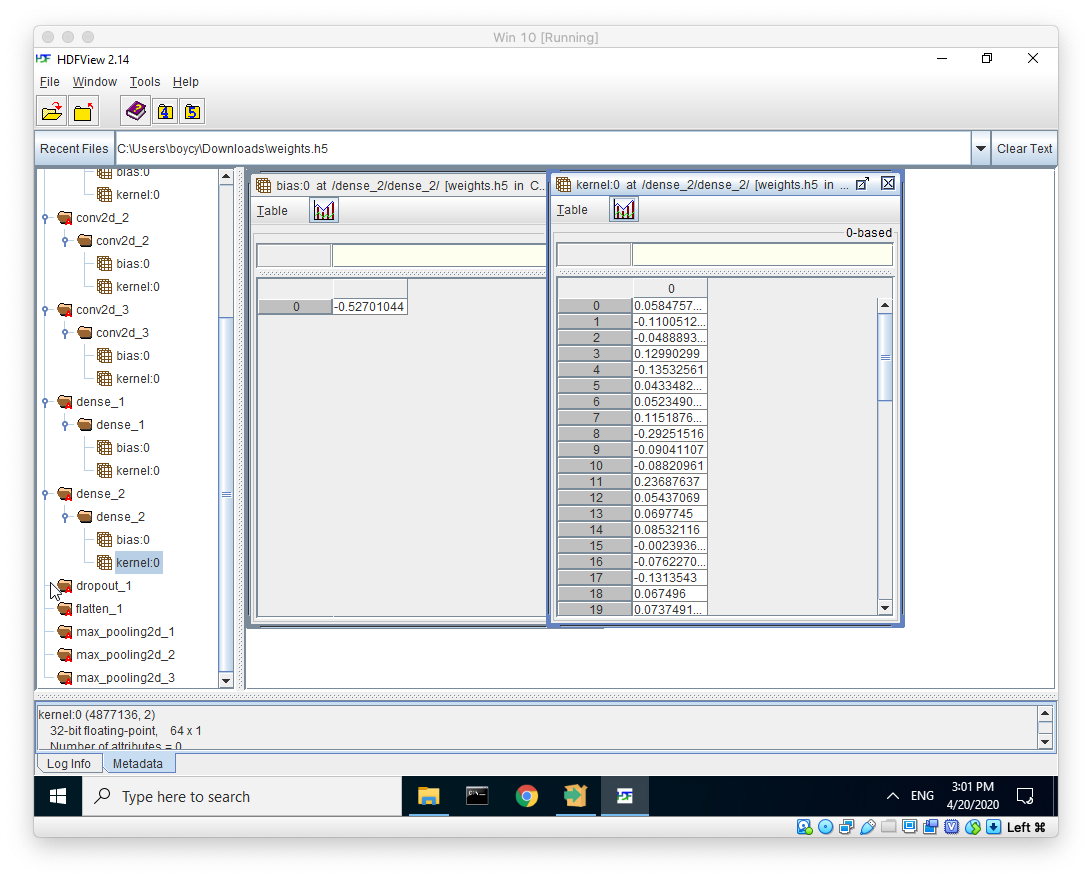 Win 10 [Running]
HDFView 2.14
File Window Tools Help
4 5
Recent Files C:\Users\boycy\Downloads\weights.h5 Clear Text
bias:0
kernel:0
conv2d_2
conv2d_2
bias:0
kernel:0
conv2d_3
conv2d_3
bias:0
kernel:0
dense_1
dense_1
bias:0
kernel:0
dense_2
dense_2
bias:0
kernel:0
dropout_1
flatten_1
max_pooling2d_1
max_pooling2d_2
max_pooling2d_3
bias:0 at /dense_2/dense_2/ [weights.h5 in C...
Table
0 -0.52701044
kernel:0 at /dense_2/dense_2/ [weights.h5 in ...
Table
0-based
0
0 0.0584757...
1 -0.1100512...
2 -0.0488893...
3 0.12990299
4 -0.13532561
5 0.0433482...
6 0.0523490...
7 0.1151876...
8 -0.29251516
9 -0.09041107
10 -0.08820961
11 0.23687637
12 0.05437069
13 0.0697745
14 0.08532116
15 -0.0023936...
16 -0.0762270...
17 -0.1313543
18 0.067496
19 0.0737491...
kernel:0 (4877136, 2)
32-bit floating-point, 64 x 1
Number of attributes = 0
Log Info Metadata
Type here to search
ENG
3:01 PM
4/20/2020
Left ⌘